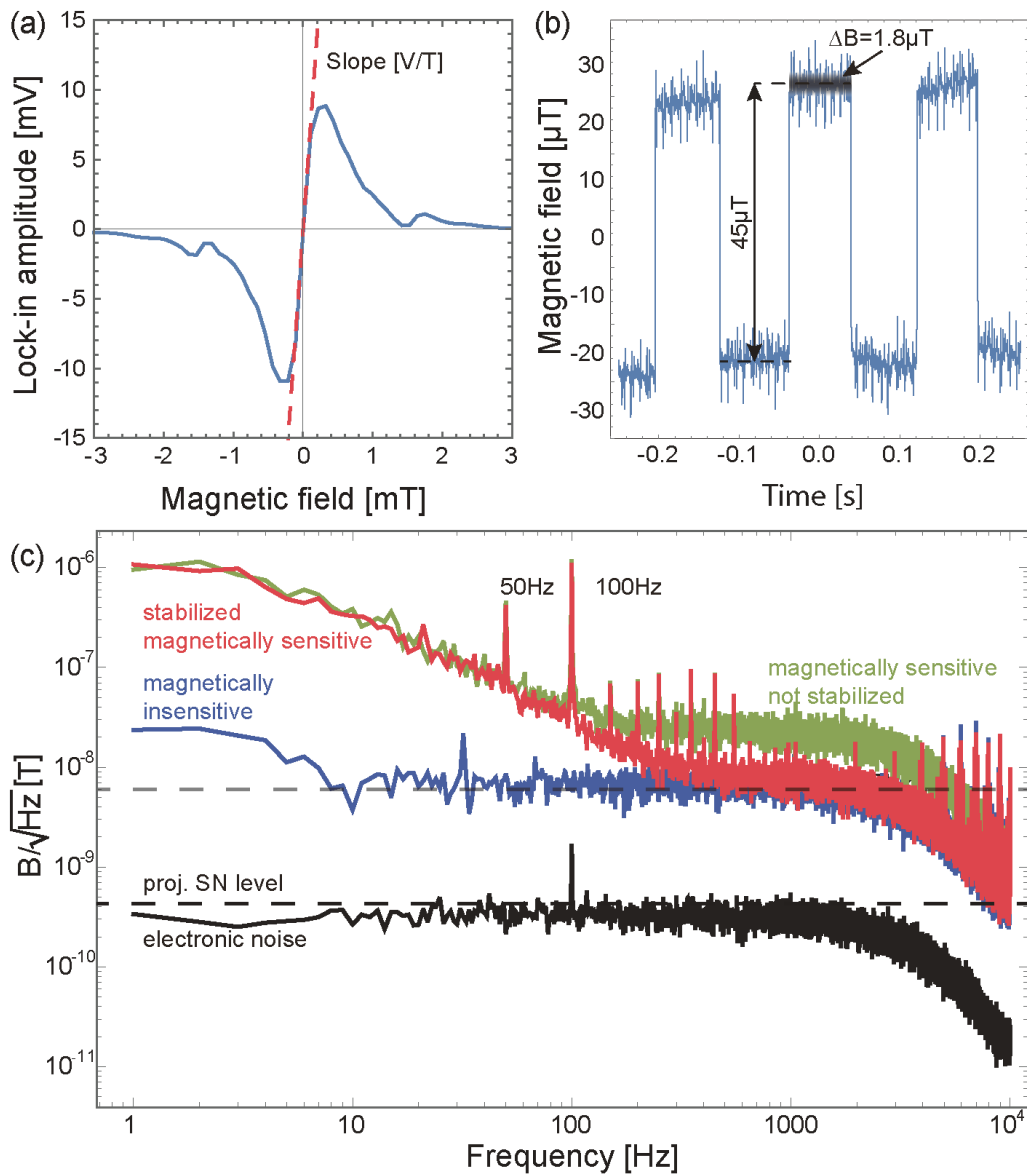 (a)
Slope [V/T]
15
10
5
0
-5
-10
-15
Lock-in amplitude [mV]
-3
-2
-1
0
1
2
3
Magnetic field [mT]
(b)
ΔB=1.8µT
45µT
30
20
10
0
-10
-20
-30
Magnetic field [µT]
-0.2
-0.1
0.0
0.1
0.2
Time [s]
(c)
10⁻⁶
10⁻⁷
10⁻⁸
10⁻⁹
10⁻¹⁰
10⁻¹¹
B/√Hz [T]
50Hz
100Hz
stabilized
magnetically sensitive
magnetically
insensitive
magnetically sensitive
not stabilized
proj. SN level
electronic noise
1
10
100
1000
10⁴
Frequency [Hz]